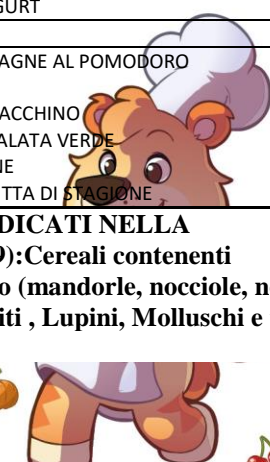 GURT
AGNE AL POMODORO
ACCHINO
ALATA VERDE
NE
TTA DI STAGIONE
DICATI NELLA
9):Cereali contenenti
o (mandorle, nocciole, n
iti , Lupini, Molluschi e